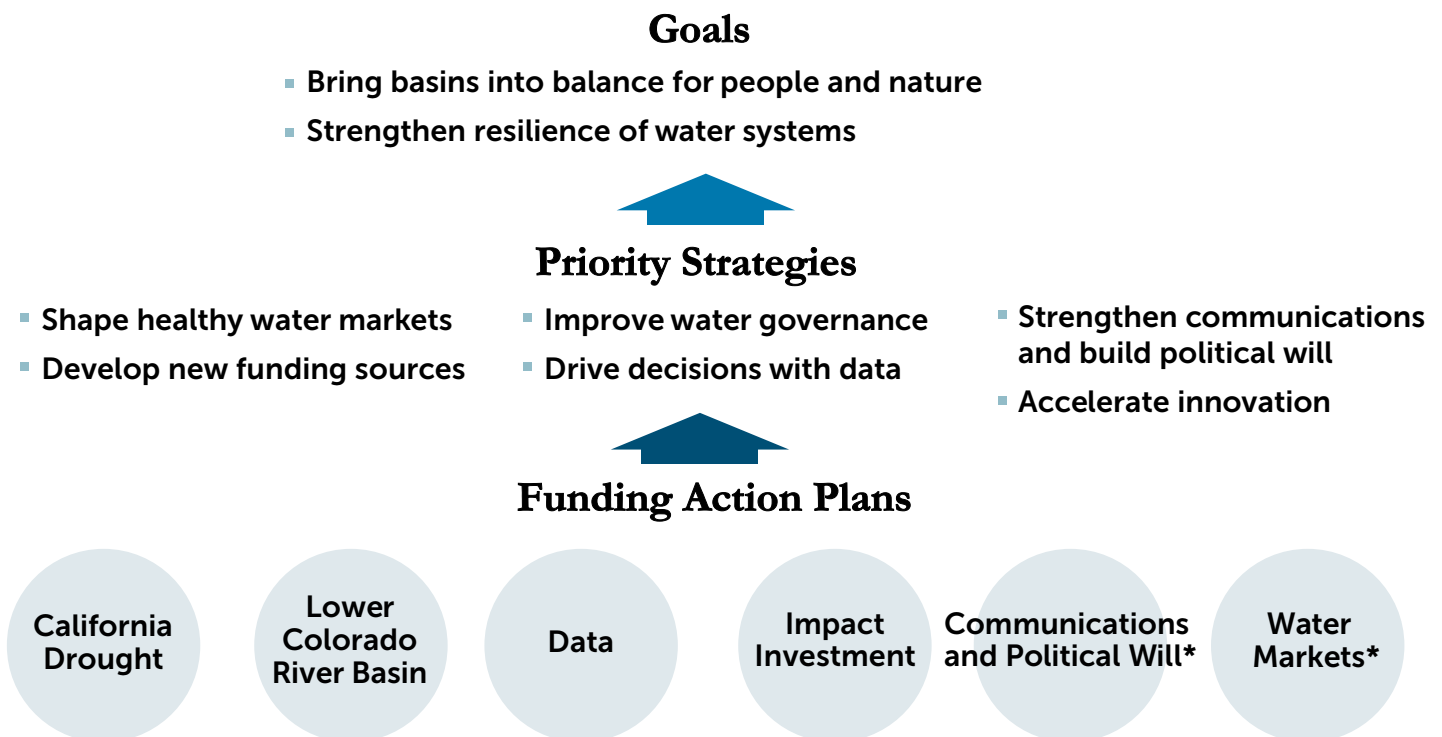 Goals
Bring basins into balance for people and nature
Strengthen resilience of water systems
Priority Strategies
Shape healthy water markets
Develop new funding sources
Improve water governance
Drive decisions with data
Strengthen communications
and build political will
Accelerate innovation
Funding Action Plans
California
Drought
Lower
Colorado
River Basin
Data
Impact
Investment
Communications
and Political Will*
Water
Markets*